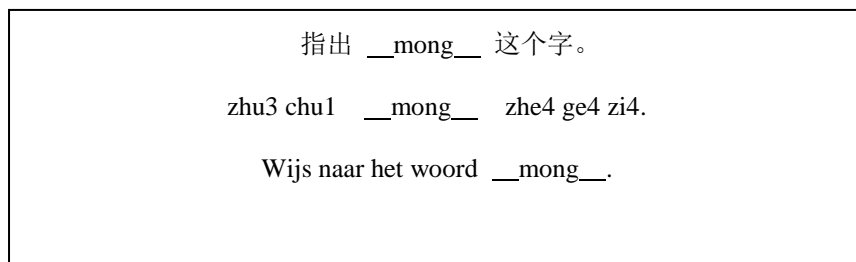 指出 __mong__ 这个字。
zhu3 chu1 __mong__ zhe4 ge4 zi4.
Wijs naar het woord __mong__.